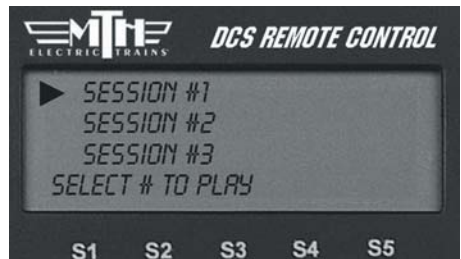 MTH
ELECTRIC TRAINS
DCS REMOTE CONTROL
SESSION #1
SESSION #2
SESSION #3
SELECT # TO PLAY
S1 S2 S3 S4 S5